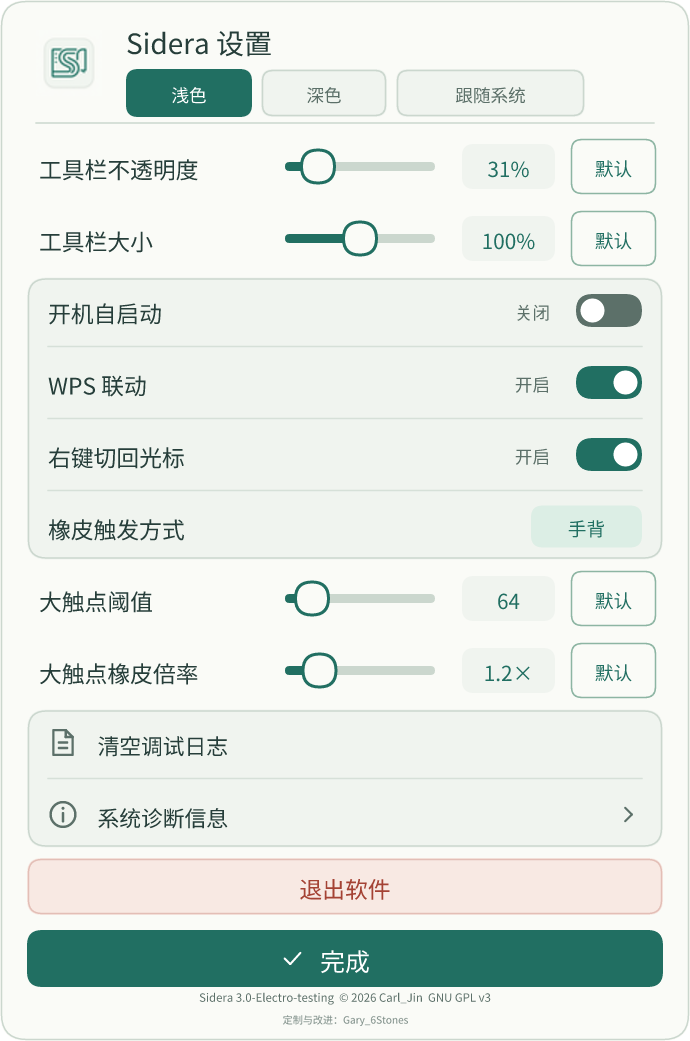 Sidera 设置
浅色 深色 跟随系统
工具栏不透明度 31% 默认
工具栏大小 100% 默认
开机自启动 关闭
WPS 联动 开启
右键切回光标 开启
橡皮触发方式 手背
大触点阈值 64 默认
大触点橡皮倍率 1.2× 默认
清空调试日志
系统诊断信息
退出软件
完成
Sidera 3.0-Electro-testing © 2026 Carl_Jin GNU GPL v3
定制与改进：Gary_6Stones